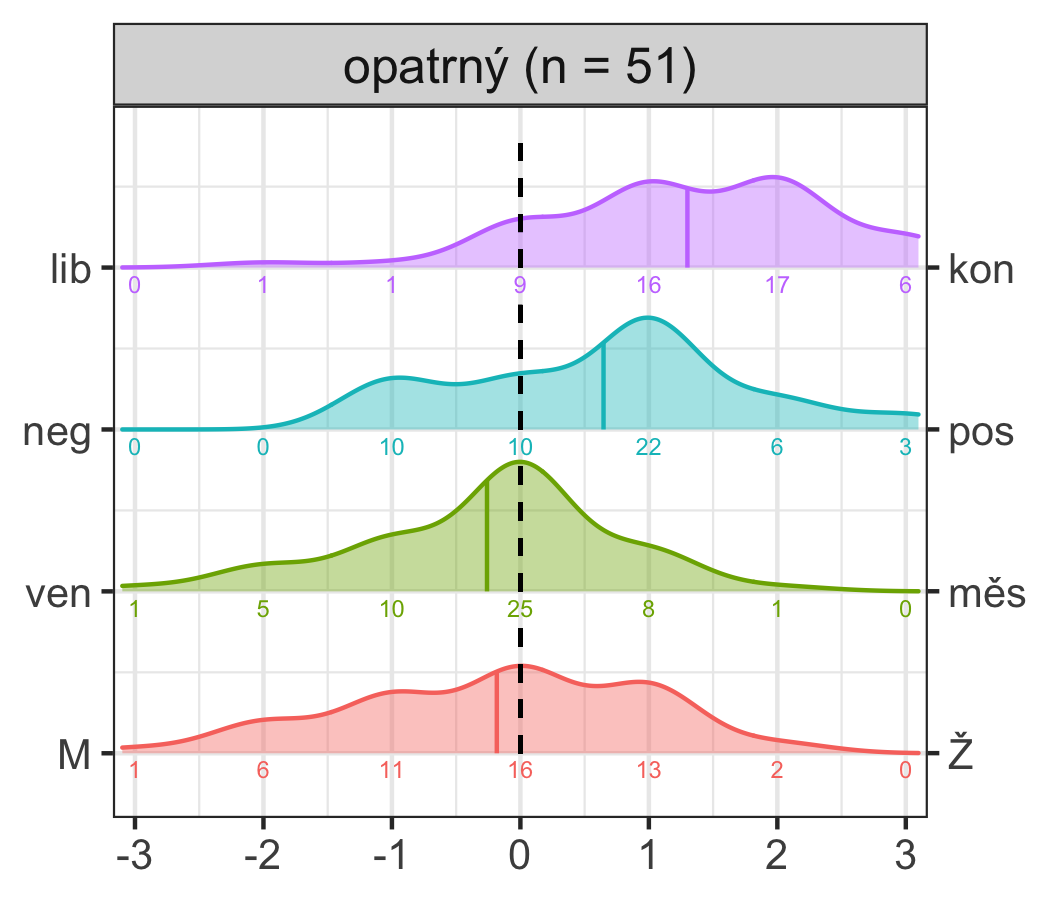 opatrný (n = 51)
lib kon
0 1 1 9 16 17 6
neg pos
0 0 10 10 22 6 3
ven měs
1 5 10 25 8 1 0
M Ž
1 6 11 16 13 2 0
-3 -2 -1 0 1 2 3